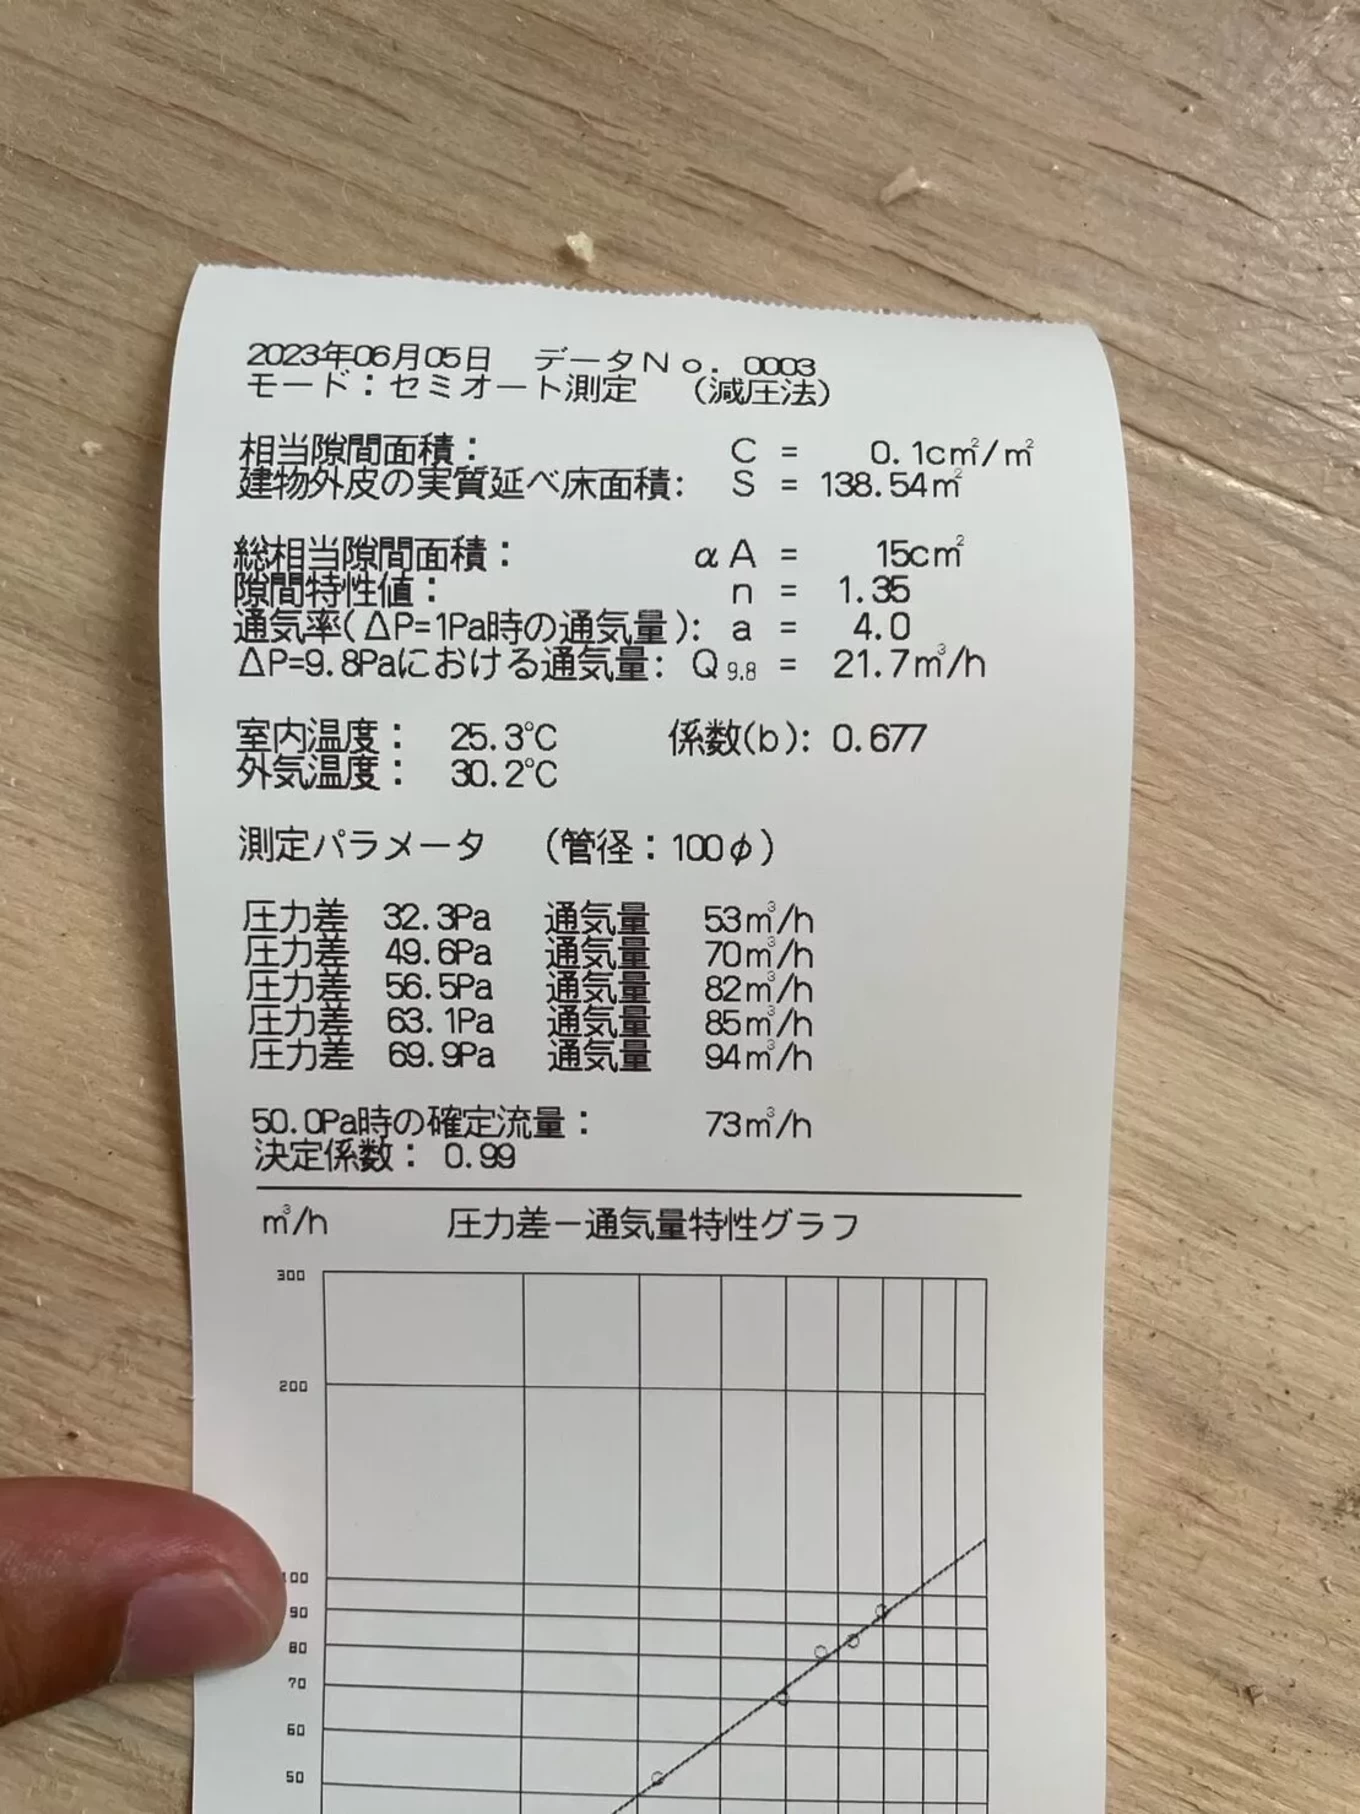 2023年06月05日 データNo. 0003
モード：セミオート測定 （減圧法）
相当隙間面積： C = 0.1cm²/m²
建物外皮の実質延べ床面積： S = 138.54m²
総相当隙間面積： αA = 15cm²
隙間特性値： n = 1.35
通気率(ΔP=1Pa時の通気量)： a = 4.0
ΔP=9.8Paにおける通気量： Q9.8 = 21.7m³/h
室内温度： 25.3℃ 係数(b)： 0.677
外気温度： 30.2℃
測定パラメータ （管径：100φ）
圧力差 32.3Pa 通気量 53m³/h
圧力差 49.6Pa 通気量 70m³/h
圧力差 56.5Pa 通気量 82m³/h
圧力差 63.1Pa 通気量 85m³/h
圧力差 69.9Pa 通気量 94m³/h
50.0Pa時の確定流量： 73m³/h
決定係数： 0.99
m³/h 圧力差－通気量特性グラフ
300
200
100
90
80
70
60
50